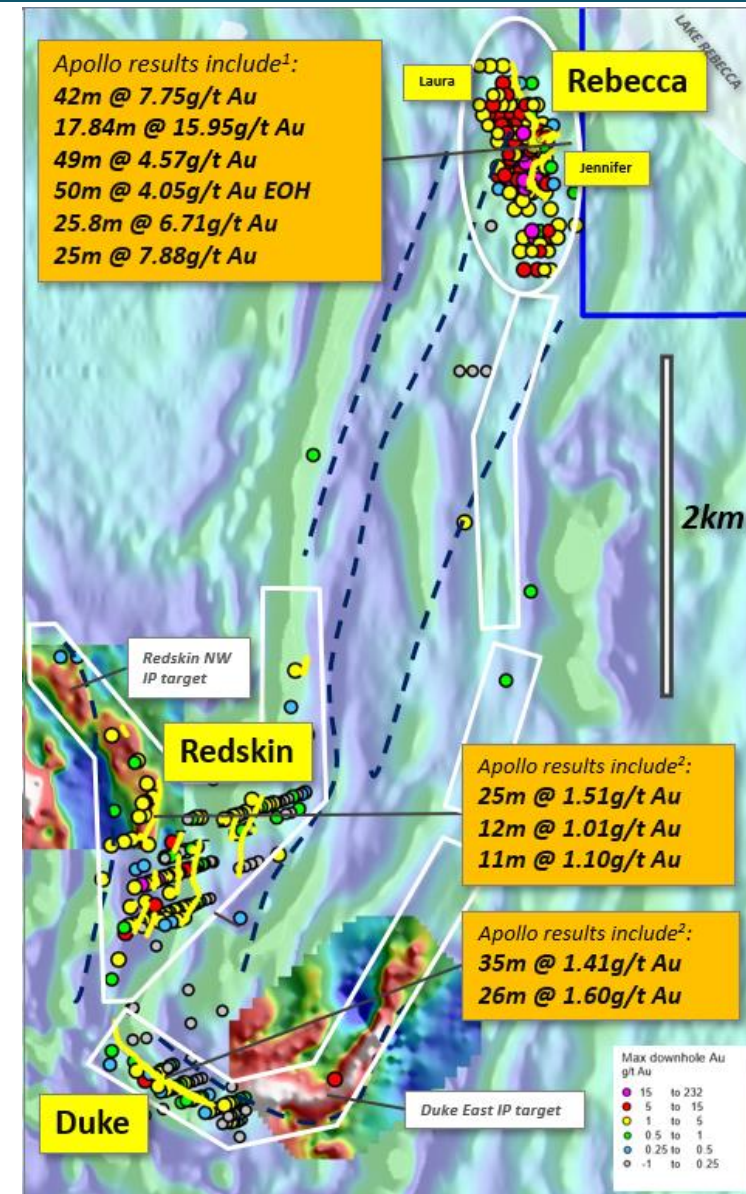 LAKE REBECCA
Apollo results include¹:
42m @ 7.75g/t Au
17.84m @ 15.95g/t Au
49m @ 4.57g/t Au
50m @ 4.05g/t Au EOH
25.8m @ 6.71g/t Au
25m @ 7.88g/t Au
Laura
Rebecca
Jennifer
2km
Redskin NW
IP target
Redskin
Apollo results include²:
25m @ 1.51g/t Au
12m @ 1.01g/t Au
11m @ 1.10g/t Au
Apollo results include²:
35m @ 1.41g/t Au
26m @ 1.60g/t Au
Duke
Duke East IP target
Max downhole Au
g/t Au
15 to 232
5 to 15
1 to 5
0.5 to 1
0.25 to 0.5
-1 to 0.25